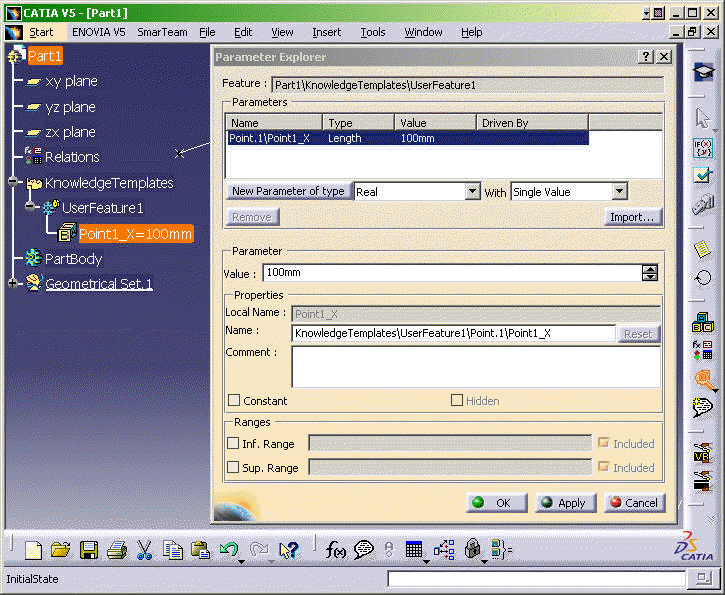 CATIA V5 - [Part1]
Start ENOVIA V5 SmarTeam File Edit View Insert Tools Window Help
Part1
xy plane
yz plane
zx plane
Relations
KnowledgeTemplates
UserFeature1
Point1_X=100mm
PartBody
Geometrical Set.1
Parameter Explorer
Feature : Part1\KnowledgeTemplates\UserFeature1
Parameters
Name Type Value Driven By
Point.1\Point1_X Length 100mm
New Parameter of type Real With Single Value
Remove Import...
Parameter
Value : 100mm
Properties
Local Name : Point1_X
Name : KnowledgeTemplates\UserFeature1\Point.1\Point1_X Reset
Comment :
Constant Hidden
Ranges
Inf. Range Included
Sup. Range Included
OK Apply Cancel
f(x)
CATIA
InitialState